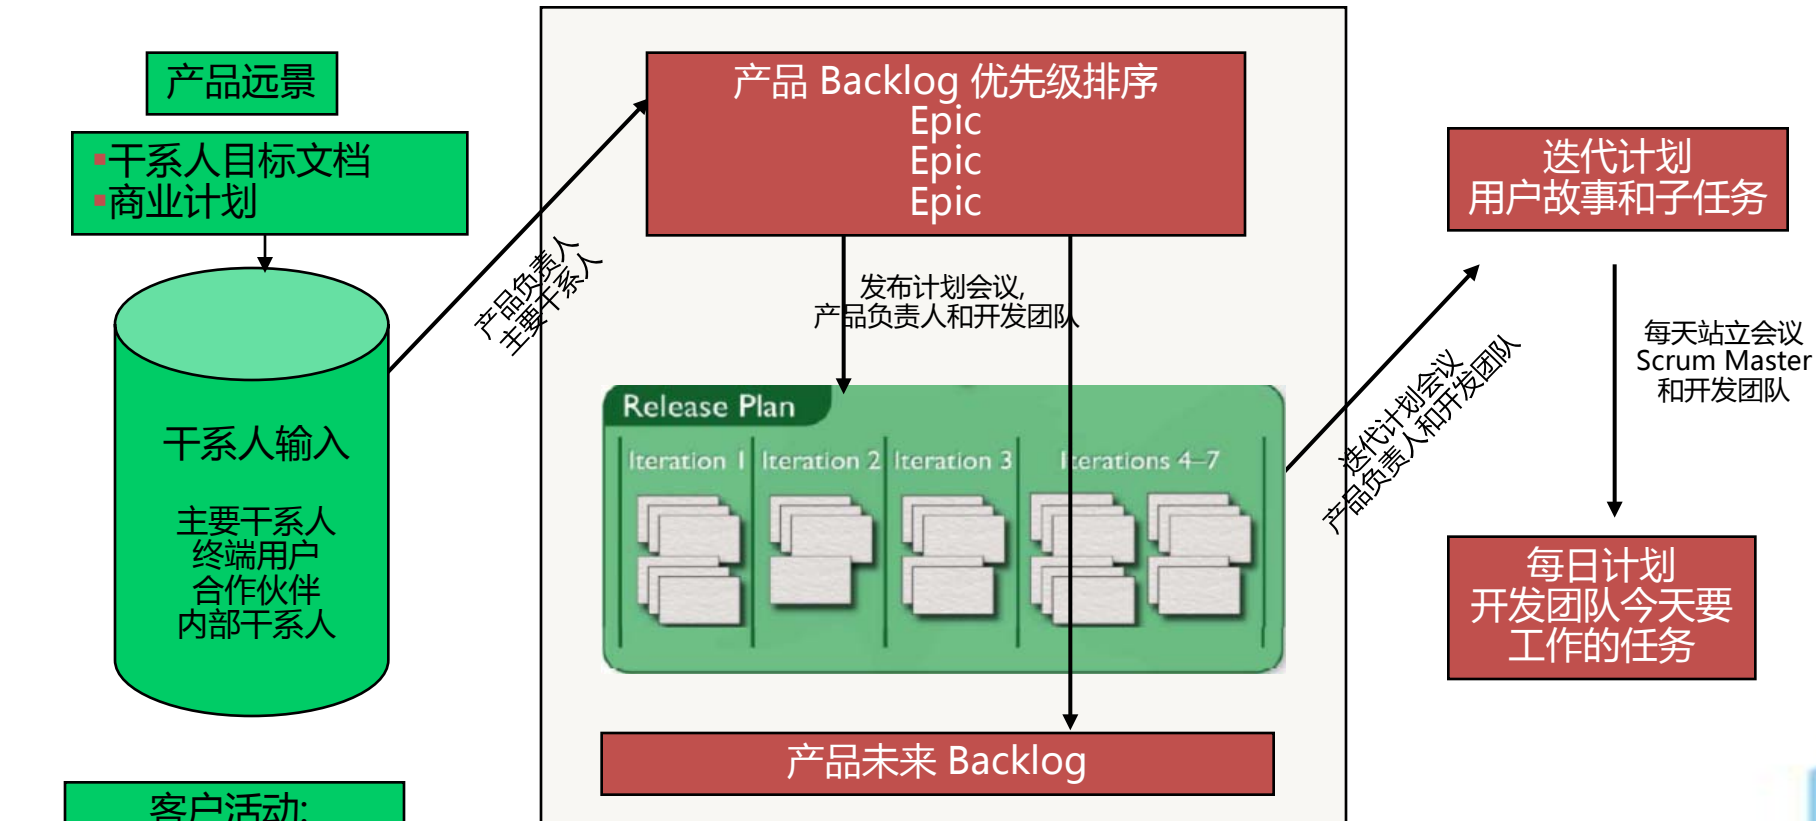 产品远景
▪干系人目标文档
▪商业计划
干系人输入
主要干系人
终端用户
合作伙伴
内部干系人
客户活动:
产品负责人
主要干系人
产品 Backlog 优先级排序
Epic
Epic
Epic
发布计划会议,
产品负责人和开发团队
Release Plan
Iteration 1
Iteration 2
Iteration 3
Iterations 4–7
产品未来 Backlog
迭代计划会议
产品负责人和开发团队
迭代计划
用户故事和子任务
每天站立会议
Scrum Master
和开发团队
每日计划
开发团队今天要
工作的任务